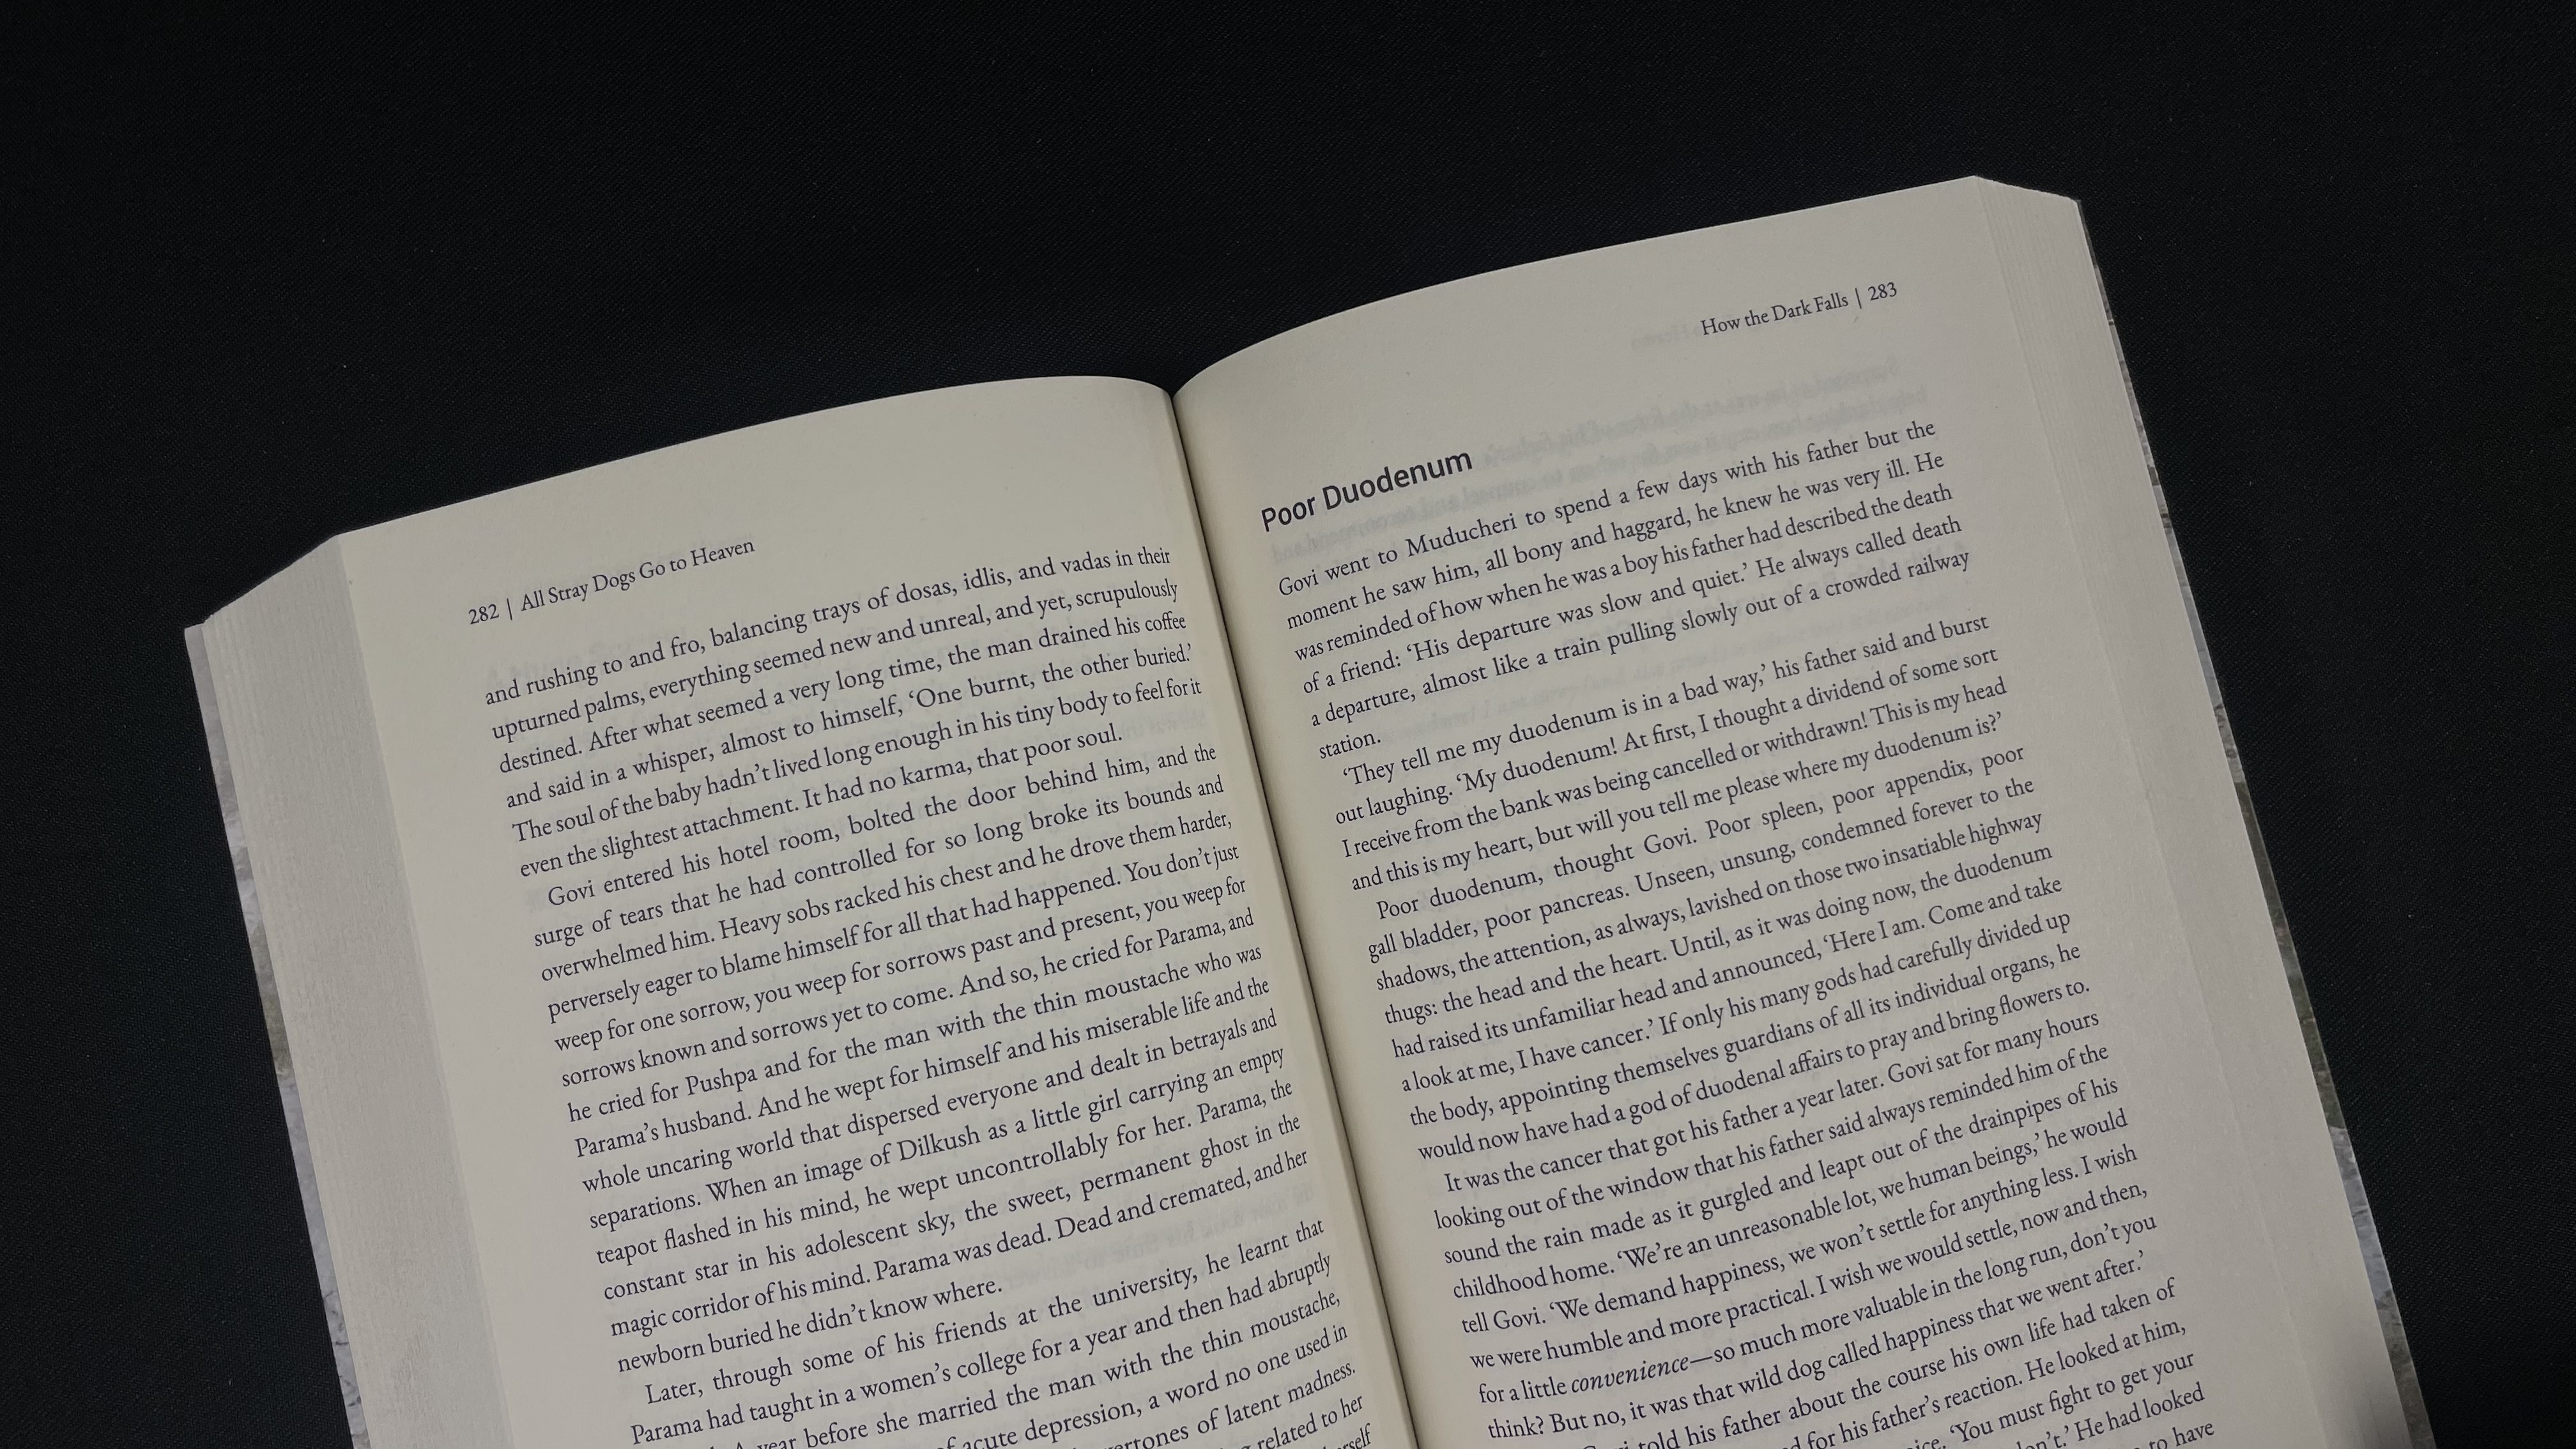 282 | All Stray Dogs Go to Heaven
and rushing to and fro, balancing trays of dosas, idlis, and vadas in their
upturned palms, everything seemed new and unreal, and yet, scrupulously
destined. After what seemed a very long time, the man drained his coffee
and said in a whisper, almost to himself, ‘One burnt, the other buried.’
The soul of the baby hadn’t lived long enough in his tiny body to feel for it
even the slightest attachment. It had no karma, that poor soul.
Govi entered his hotel room, bolted the door behind him, and the
surge of tears that he had controlled for so long broke its bounds and
overwhelmed him. Heavy sobs racked his chest and he drove them harder,
perversely eager to blame himself for all that had happened. You don’t just
weep for one sorrow, you weep for sorrows past and present, you weep for
sorrows known and sorrows yet to come. And so, he cried for Parama, and
he cried for Pushpa and for the man with the thin moustache who was
Parama’s husband. And he wept for himself and his miserable life and the
whole uncaring world that dispersed everyone and dealt in betrayals and
separations. When an image of Dilkush as a little girl carrying an empty
teapot flashed in his mind, he wept uncontrollably for her. Parama, the
constant star in his adolescent sky, the sweet, permanent ghost in the
magic corridor of his mind. Parama was dead. Dead and cremated, and her
newborn buried he didn’t know where.
Later, through some of his friends at the university, he learnt that
Parama had taught in a women’s college for a year and then had abruptly
A year before she married the man with the thin moustache,
of acute depression, a word no one used in
overtones of latent madness.
related to her
herself
How the Dark Falls | 283
Poor Duodenum
Govi went to Muducheri to spend a few days with his father but the
moment he saw him, all bony and haggard, he knew he was very ill. He
was reminded of how when he was a boy his father had described the death
of a friend: ‘His departure was slow and quiet.’ He always called death
a departure, almost like a train pulling slowly out of a crowded railway
station.
‘They tell me my duodenum is in a bad way,’ his father said and burst
out laughing. ‘My duodenum! At first, I thought a dividend of some sort
I receive from the bank was being cancelled or withdrawn! This is my head
and this is my heart, but will you tell me please where my duodenum is?’
Poor duodenum, thought Govi. Poor spleen, poor appendix, poor
gall bladder, poor pancreas. Unseen, unsung, condemned forever to the
shadows, the attention, as always, lavished on those two insatiable highway
thugs: the head and the heart. Until, as it was doing now, the duodenum
had raised its unfamiliar head and announced, ‘Here I am. Come and take
a look at me, I have cancer.’ If only his many gods had carefully divided up
the body, appointing themselves guardians of all its individual organs, he
would now have had a god of duodenal affairs to pray and bring flowers to.
It was the cancer that got his father a year later. Govi sat for many hours
looking out of the window that his father said always reminded him of the
sound the rain made as it gurgled and leapt out of the drainpipes of his
childhood home. ‘We’re an unreasonable lot, we human beings,’ he would
tell Govi. ‘We demand happiness, we won’t settle for anything less. I wish
we were humble and more practical. I wish we would settle, now and then,
for a little convenience—so much more valuable in the long run, don’t you
think? But no, it was that wild dog called happiness that we went after.’
told his father about the course his own life had taken of
for his father’s reaction. He looked at him,
‘You must fight to get your
He had looked
to have